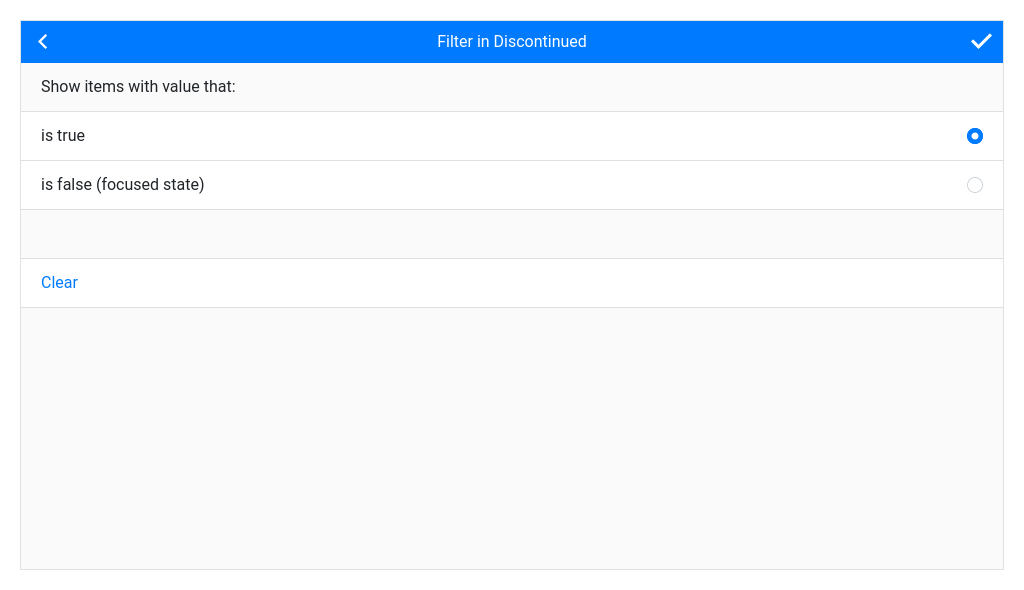 Filter in Discontinued
Show items with value that:
is true
is false (focused state)
Clear